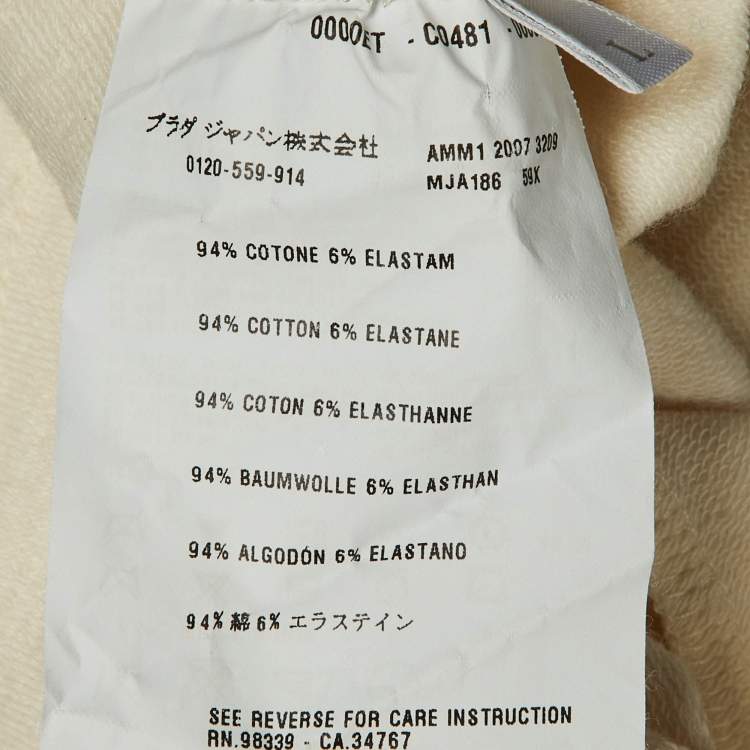 0000ET - C0481
プラダ ジャパン株式会社
0120-559-914
AMM1 2007 3209
MJA186 59X
94% COTONE 6% ELASTAM
94% COTTON 6% ELASTANE
94% COTON 6% ELASTHANNE
94% BAUMWOLLE 6% ELASTHAN
94% ALGODÓN 6% ELASTANO
94% 綿 6% エラステイン
SEE REVERSE FOR CARE INSTRUCTION
RN.98339 - CA.34767